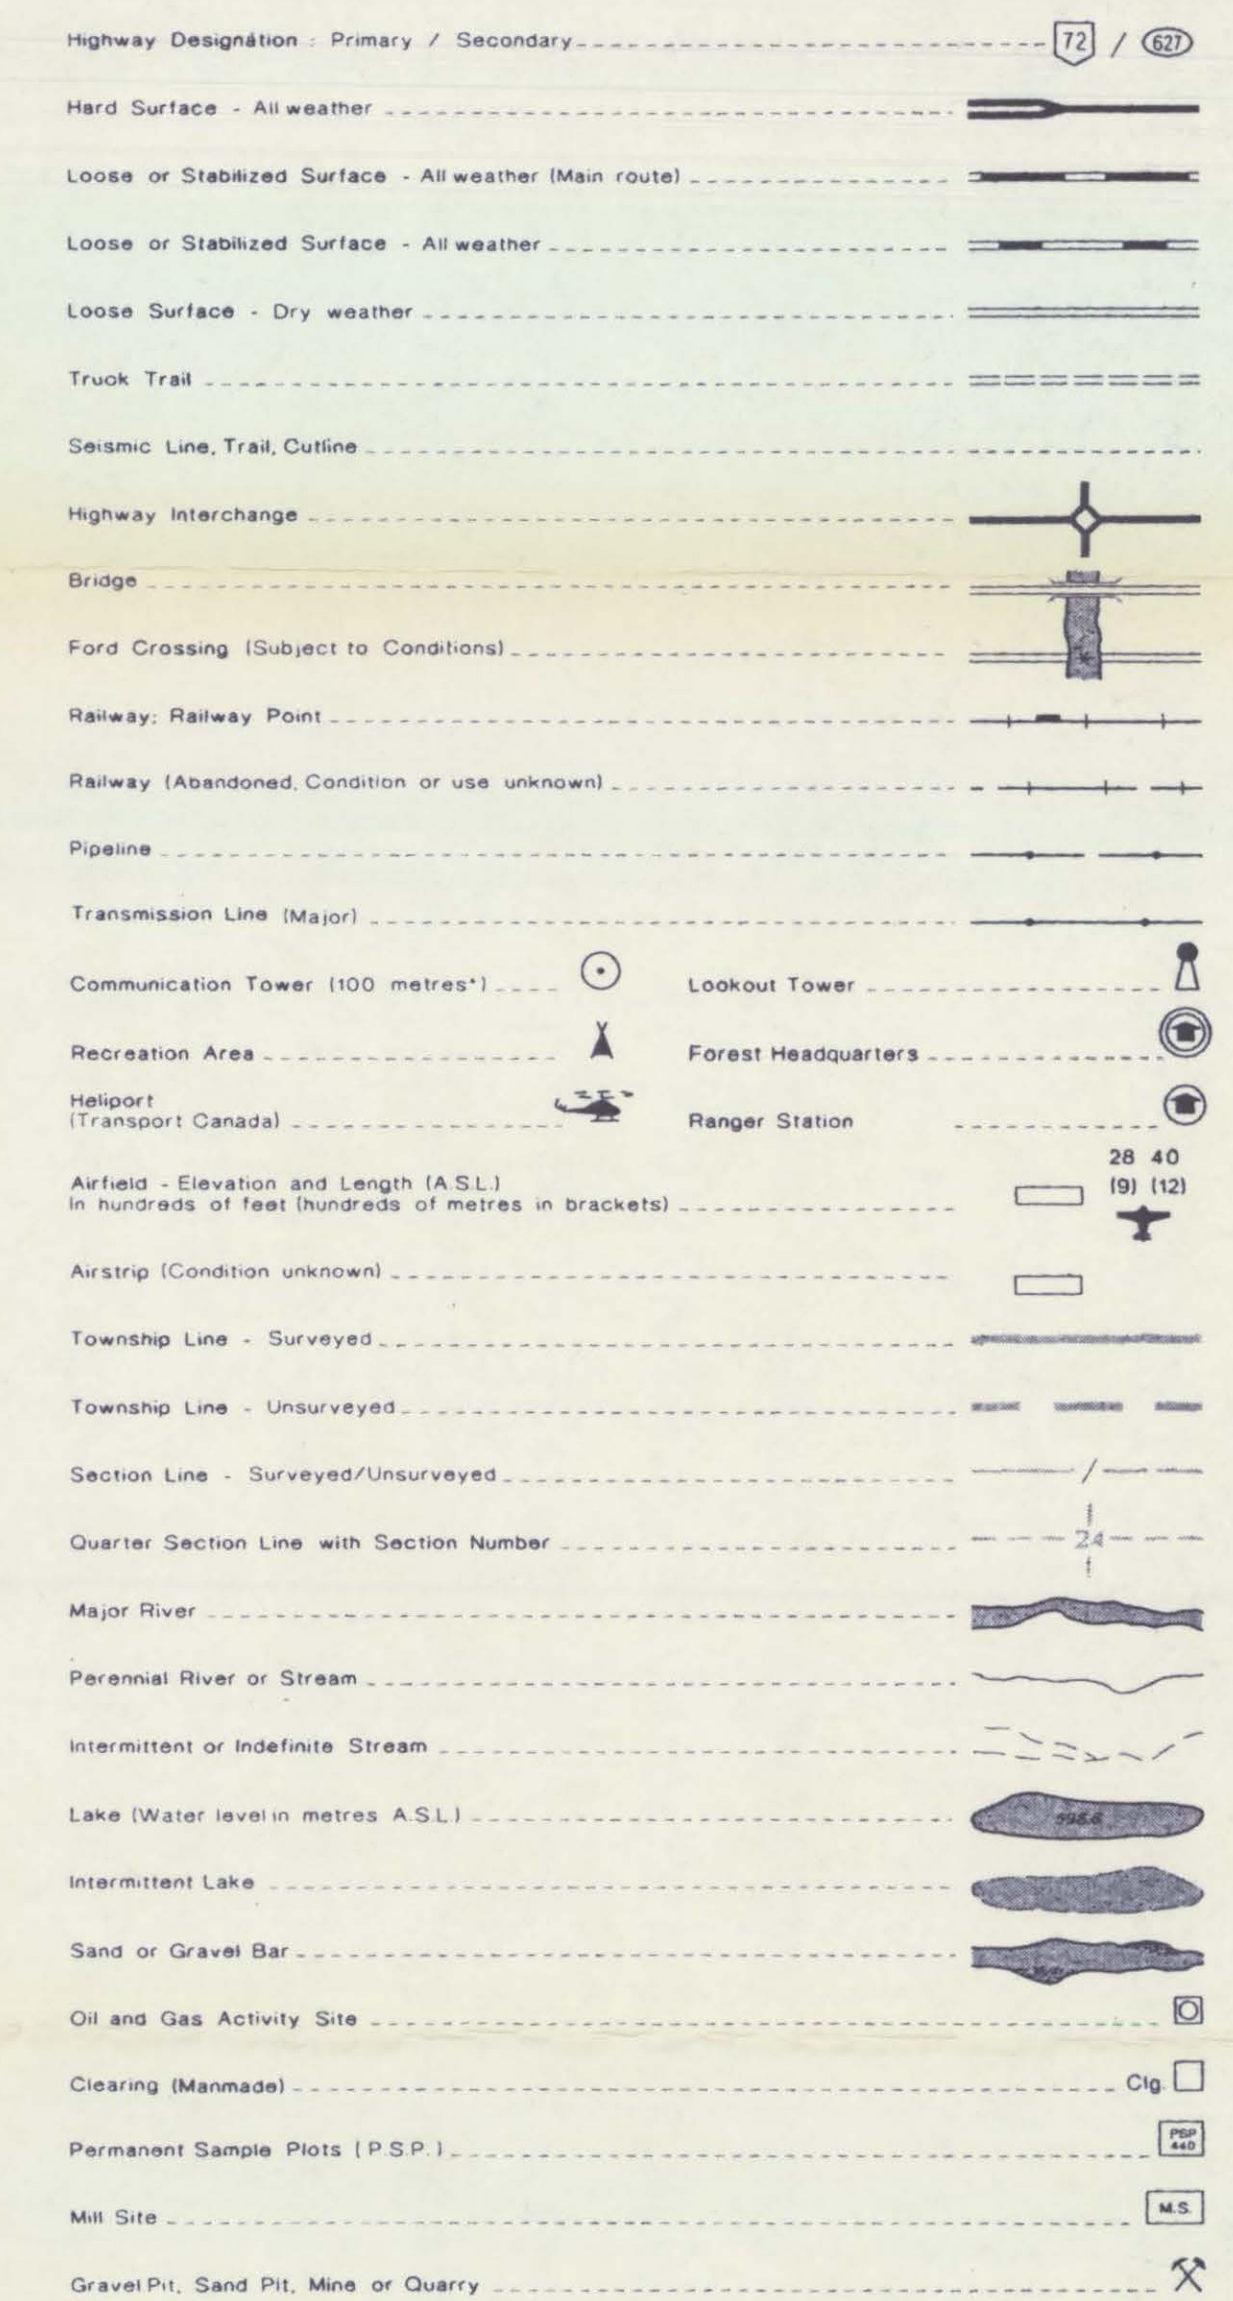 Highway Designation : Primary / Secondary 72 / 627
Hard Surface - All weather
Loose or Stabilized Surface - All weather (Main route)
Loose or Stabilized Surface - All weather
Loose Surface - Dry weather
Truck Trail
Seismic Line, Trail, Cutline
Highway Interchange
Bridge
Ford Crossing (Subject to Conditions)
Railway; Railway Point
Railway (Abandoned, Condition or use unknown)
Pipeline
Transmission Line (Major)
Communication Tower (100 metres+) Lookout Tower
Recreation Area Forest Headquarters
Heliport
(Transport Canada) Ranger Station
28 40
Airfield - Elevation and Length (A.S.L.) (9) (12)
In hundreds of feet (hundreds of metres in brackets)
Airstrip (Condition unknown)
Township Line - Surveyed
Township Line - Unsurveyed
Section Line - Surveyed/Unsurveyed /
Quarter Section Line with Section Number 24
Major River
Perennial River or Stream
Intermittent or Indefinite Stream
Lake (Water level in metres A.S.L.)
Intermittent Lake
Sand or Gravel Bar
Oil and Gas Activity Site
Clearing (Manmade) Clg.
Permanent Sample Plots (P.S.P.) PSP
440
Mill Site M.S.
Gravel Pit, Sand Pit, Mine or Quarry